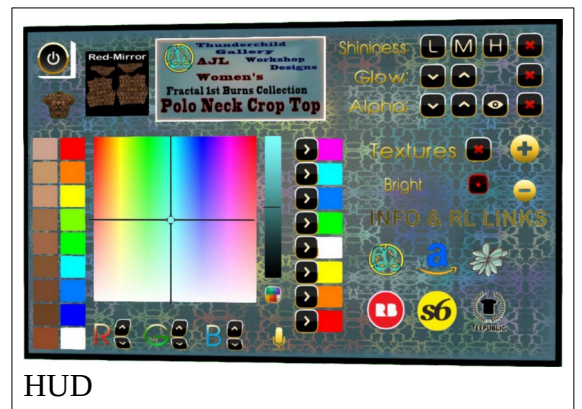 Red-Mirror
Thunderchild
Gallery
AJL Workshop
Designs
Women's
Fractal 1st Burns Collection
Polo Neck Crop Top
Shininess: L M H
Glow:
Alpha:
Textures
Bright
INFO & RL LINKS
a
RB
s6
R G B
HUD